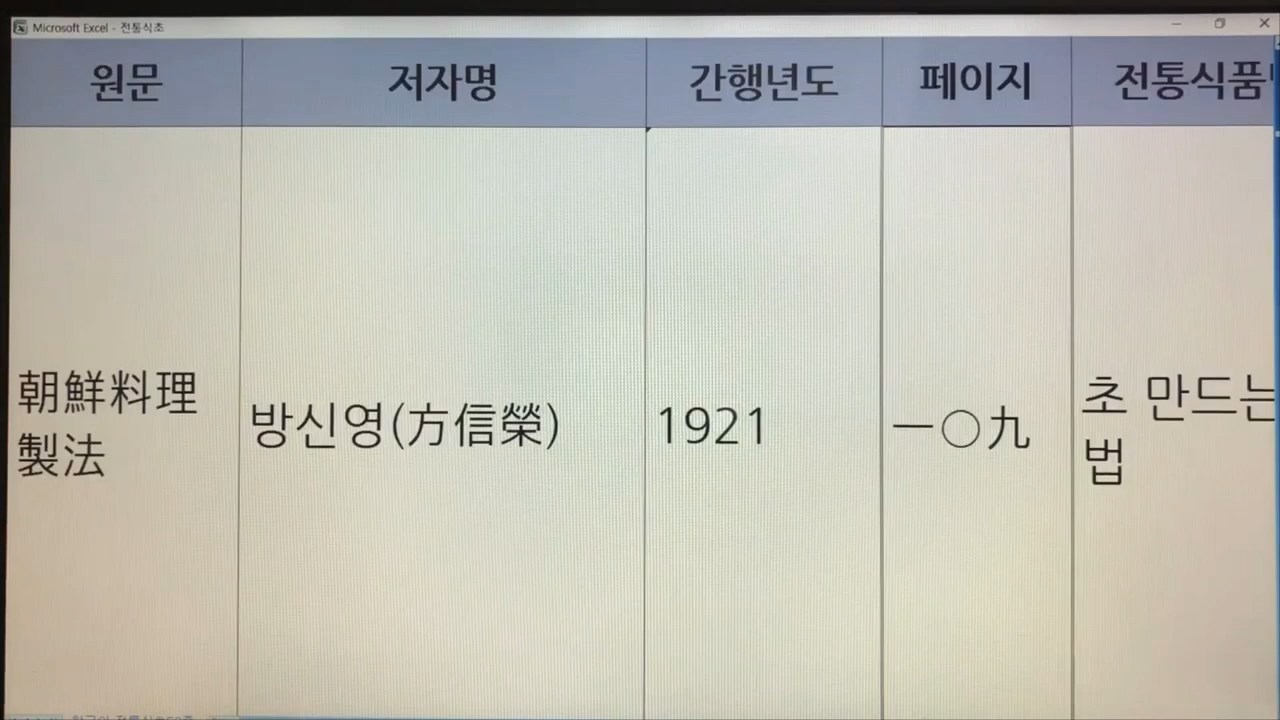 Microsoft Excel - 전통식초
원문 저자명 간행년도 페이지 전통식품
朝鮮料理
製法
방신영(方信榮)
1921
一〇九
초 만드는
법